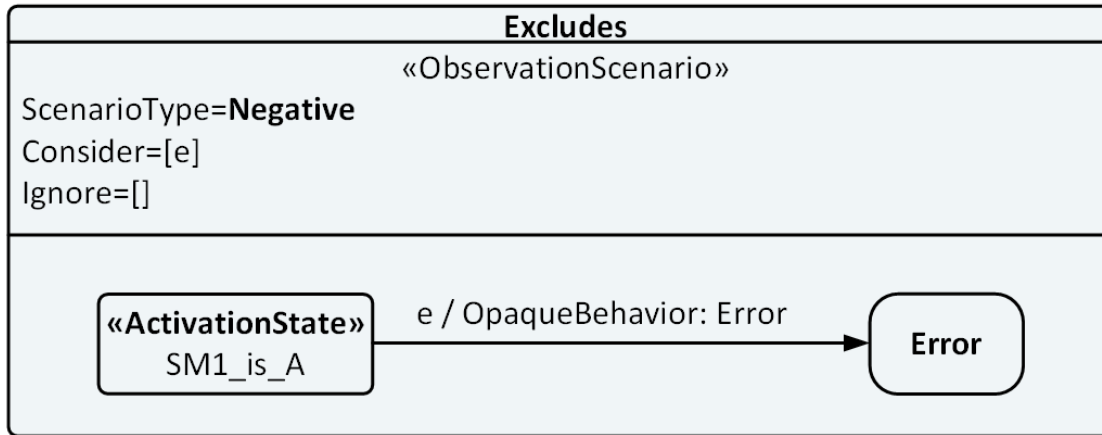 Excludes
«ObservationScenario»
ScenarioType=Negative
Consider=[e]
Ignore=[]
«ActivationState»
SM1_is_A
e / OpaqueBehavior: Error
Error